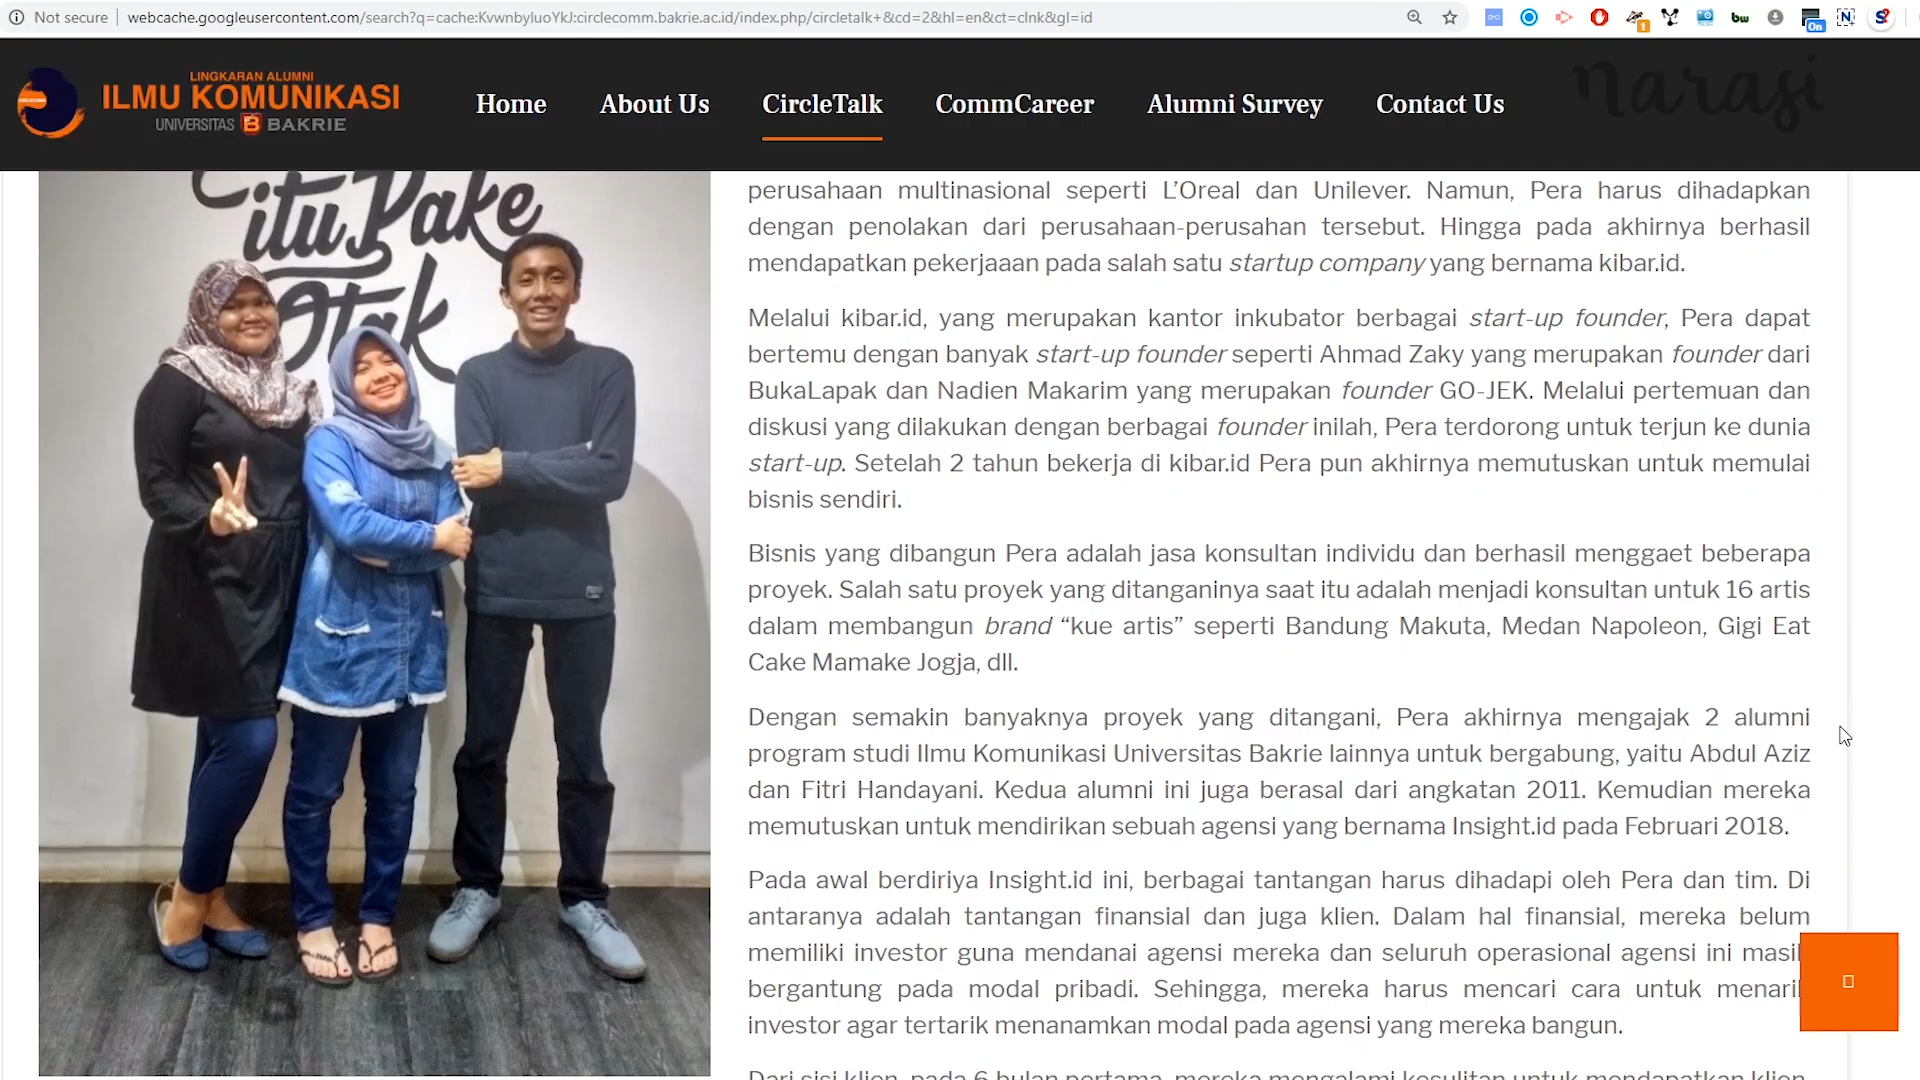 Not secure
webcache.googleusercontent.com/search?q=cache:KvwnbyluoYkJ:circlecomm.bakrie.ac.id/index.php/circletalk+&cd=2&hl=en&ct=clnk&gl=id
LINGKARAN ALUMNI
ILMU KOMUNIKASI
UNIVERSITAS B BAKRIE
Home
About Us
CircleTalk
CommCareer
Alumni Survey
Contact Us
narasi
itu Pake
Otak
perusahaan multinasional seperti L’Oreal dan Unilever. Namun, Pera harus dihadapkan
dengan penolakan dari perusahaan-perusahan tersebut. Hingga pada akhirnya berhasil
mendapatkan pekerjaaan pada salah satu startup company yang bernama kibar.id.
Melalui kibar.id, yang merupakan kantor inkubator berbagai start-up founder, Pera dapat
bertemu dengan banyak start-up founder seperti Ahmad Zaky yang merupakan founder dari
BukaLapak dan Nadien Makarim yang merupakan founder GO-JEK. Melalui pertemuan dan
diskusi yang dilakukan dengan berbagai founder inilah, Pera terdorong untuk terjun ke dunia
start-up. Setelah 2 tahun bekerja di kibar.id Pera pun akhirnya memutuskan untuk memulai
bisnis sendiri.
Bisnis yang dibangun Pera adalah jasa konsultan individu dan berhasil menggaet beberapa
proyek. Salah satu proyek yang ditanganinya saat itu adalah menjadi konsultan untuk 16 artis
dalam membangun brand “kue artis” seperti Bandung Makuta, Medan Napoleon, Gigi Eat
Cake Mamake Jogja, dll.
Dengan semakin banyaknya proyek yang ditangani, Pera akhirnya mengajak 2 alumni
program studi Ilmu Komunikasi Universitas Bakrie lainnya untuk bergabung, yaitu Abdul Aziz
dan Fitri Handayani. Kedua alumni ini juga berasal dari angkatan 2011. Kemudian mereka
memutuskan untuk mendirikan sebuah agensi yang bernama Insight.id pada Februari 2018.
Pada awal berdiriya Insight.id ini, berbagai tantangan harus dihadapi oleh Pera dan tim. Di
antaranya adalah tantangan finansial dan juga klien. Dalam hal finansial, mereka belum
memiliki investor guna mendanai agensi mereka dan seluruh operasional agensi ini masi
bergantung pada modal pribadi. Sehingga, mereka harus mencari cara untuk menari
investor agar tertarik menanamkan modal pada agensi yang mereka bangun.
Dari sisi klien, pada 6 bulan pertama, mereka mengalami kesulitan untuk mendapatkan klien.